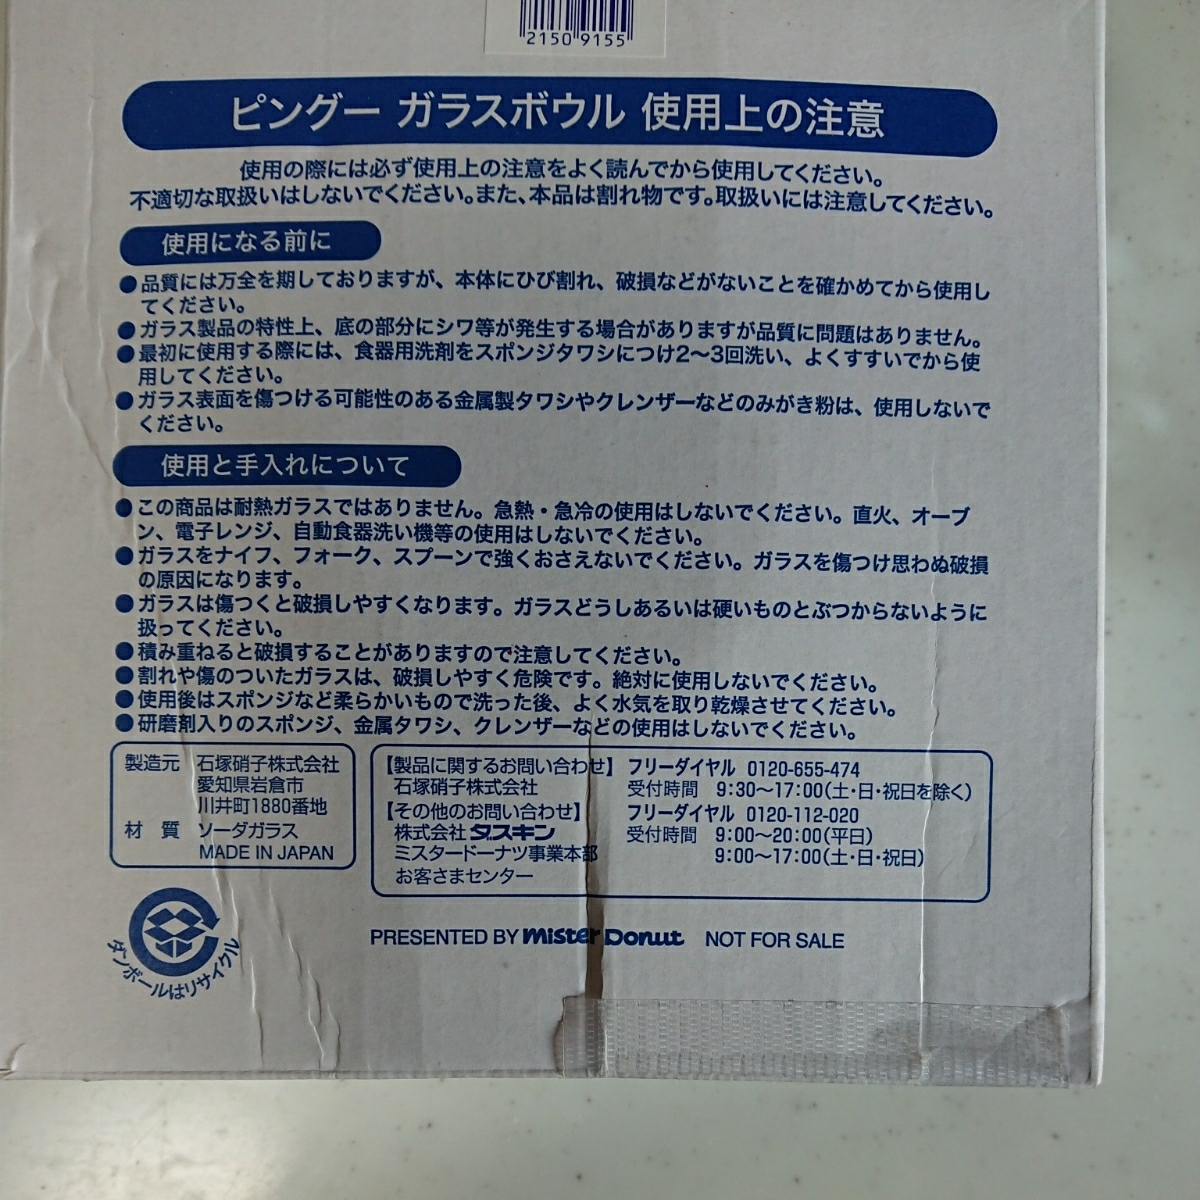 2150 9155
ピングー ガラスボウル 使用上の注意
使用の際には必ず使用上の注意をよく読んでから使用してください。
不適切な取扱いはしないでください。また、本品は割れ物です。取扱いには注意してください。
使用になる前に
●品質には万全を期しておりますが、本体にひび割れ、破損などがないことを確かめてから使用し
てください。
●ガラス製品の特性上、底の部分にシワ等が発生する場合がありますが品質に問題はありません。
●最初に使用する際には、食器用洗剤をスポンジタワシにつけ2〜3回洗い、よくすすいでから使
用してください。
●ガラス表面を傷つける可能性のある金属製タワシやクレンザーなどのみがき粉は、使用しないで
ください。
使用と手入れについて
●この商品は耐熱ガラスではありません。急熱・急冷の使用はしないでください。直火、オーブ
ン、電子レンジ、自動食器洗い機等の使用はしないでください。
●ガラスをナイフ、フォーク、スプーンで強くおさえないでください。ガラスを傷つけ思わぬ破損
の原因になります。
●ガラスは傷つくと破損しやすくなります。ガラスどうしあるいは硬いものとぶつからないように
扱ってください。
●積み重ねると破損することがありますので注意してください。
●割れや傷のついたガラスは、破損しやすく危険です。絶対に使用しないでください。
●使用後はスポンジなど柔らかいもので洗った後、よく水気を取り乾燥させてください。
●研磨剤入りのスポンジ、金属タワシ、クレンザーなどの使用はしないでください。
製造元 石塚硝子株式会社
愛知県岩倉市
川井町1880番地
材 質 ソーダガラス
MADE IN JAPAN
【製品に関するお問い合わせ】 フリーダイヤル 0120-655-474
石塚硝子株式会社 受付時間 9:30〜17:00(土・日・祝日を除く)
【その他のお問い合わせ】 フリーダイヤル 0120-112-020
株式会社 ダスキン 受付時間 9:00〜20:00(平日)
ミスタードーナツ事業本部 9:00〜17:00(土・日・祝日)
お客さまセンター
ダンボールはリサイクル
PRESENTED BY mister Donut NOT FOR SALE